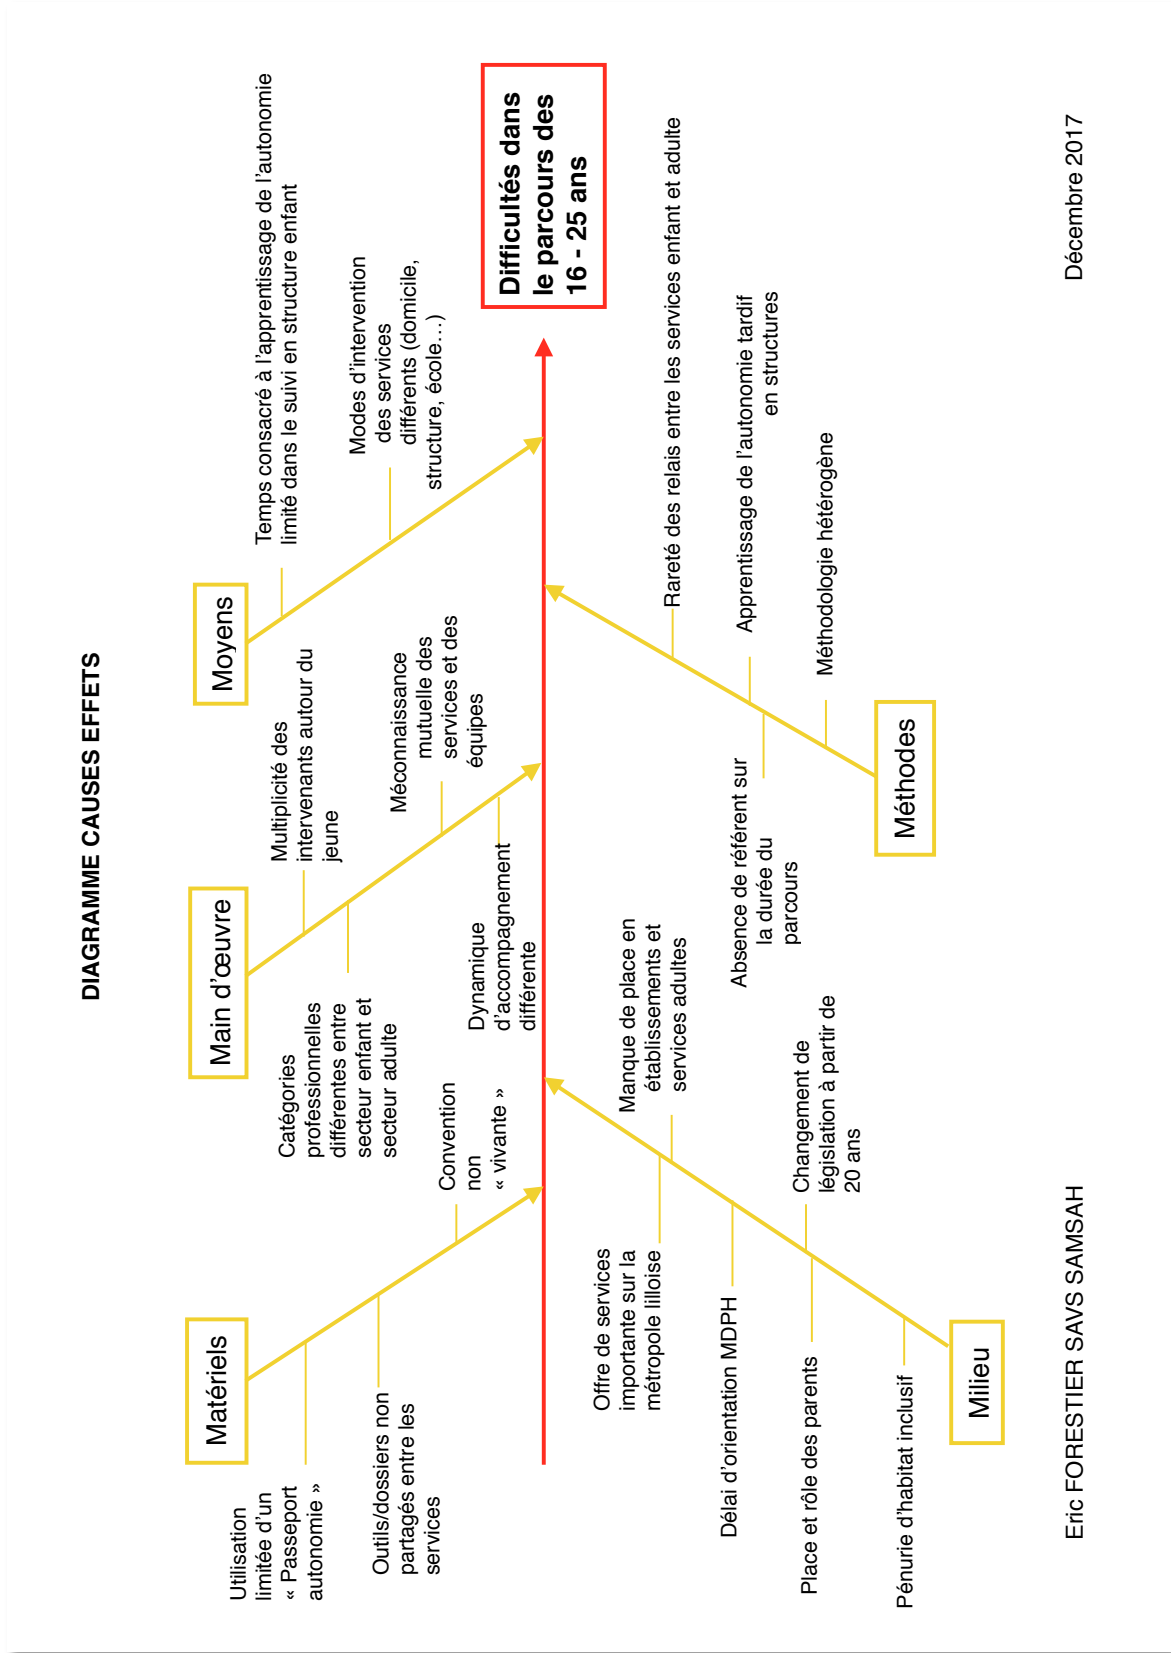 DIAGRAMME CAUSES EFFETS
Matériels
Utilisation
limitée d’un
« Passeport
autonomie »
Outils/dossiers non
partagés entre les
services
Convention
non
« vivante »
Main d’œuvre
Catégories
professionnelles
différentes entre
secteur enfant et
secteur adulte
Multiplicité des
intervenants autour du
jeune
Méconnaissance
mutuelle des
services et des
équipes
Dynamique
d’accompagnement
différente
Moyens
Temps consacré à l’apprentissage de l’autonomie
limité dans le suivi en structure enfant
Modes d’intervention
des services
différents (domicile,
structure, école…)
Difficultés dans
le parcours des
16 - 25 ans
Offre de services
importante sur la
métropole lilloise
Manque de place en
établissements et
services adultes
Délai d’orientation MDPH
Changement de
législation à partir de
20 ans
Place et rôle des parents
Pénurie d’habitat inclusif
Milieu
Rareté des relais entre les services enfant et adulte
Apprentissage de l’autonomie tardif
en structures
Absence de référent sur
la durée du
parcours
Méthodologie hétérogène
Méthodes
Eric FORESTIER SAVS SAMSAH
Décembre 2017